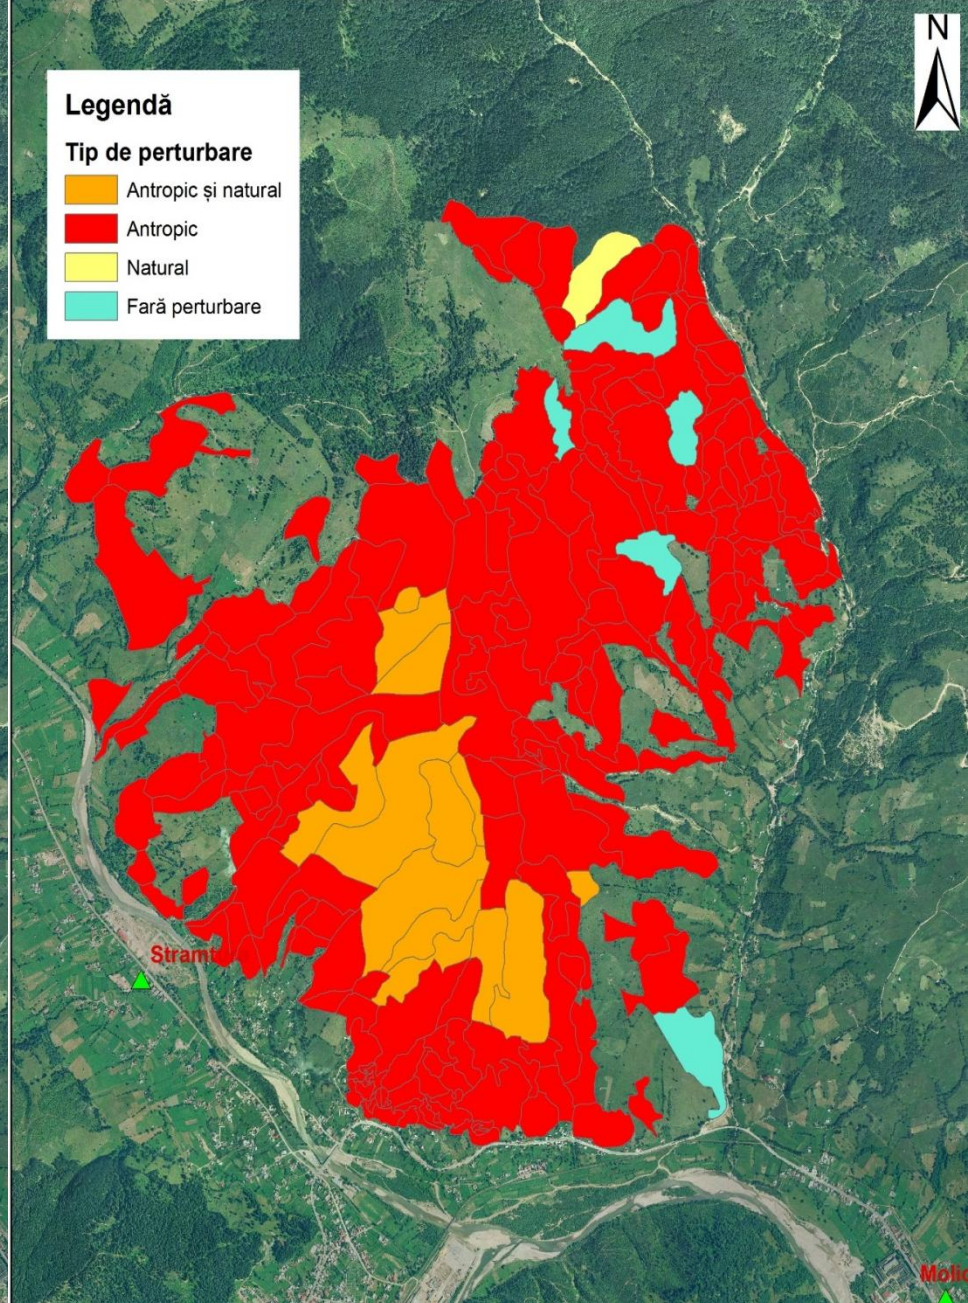 N
Legendă
Tip de perturbare
Antropic și natural
Antropic
Natural
Fară perturbare